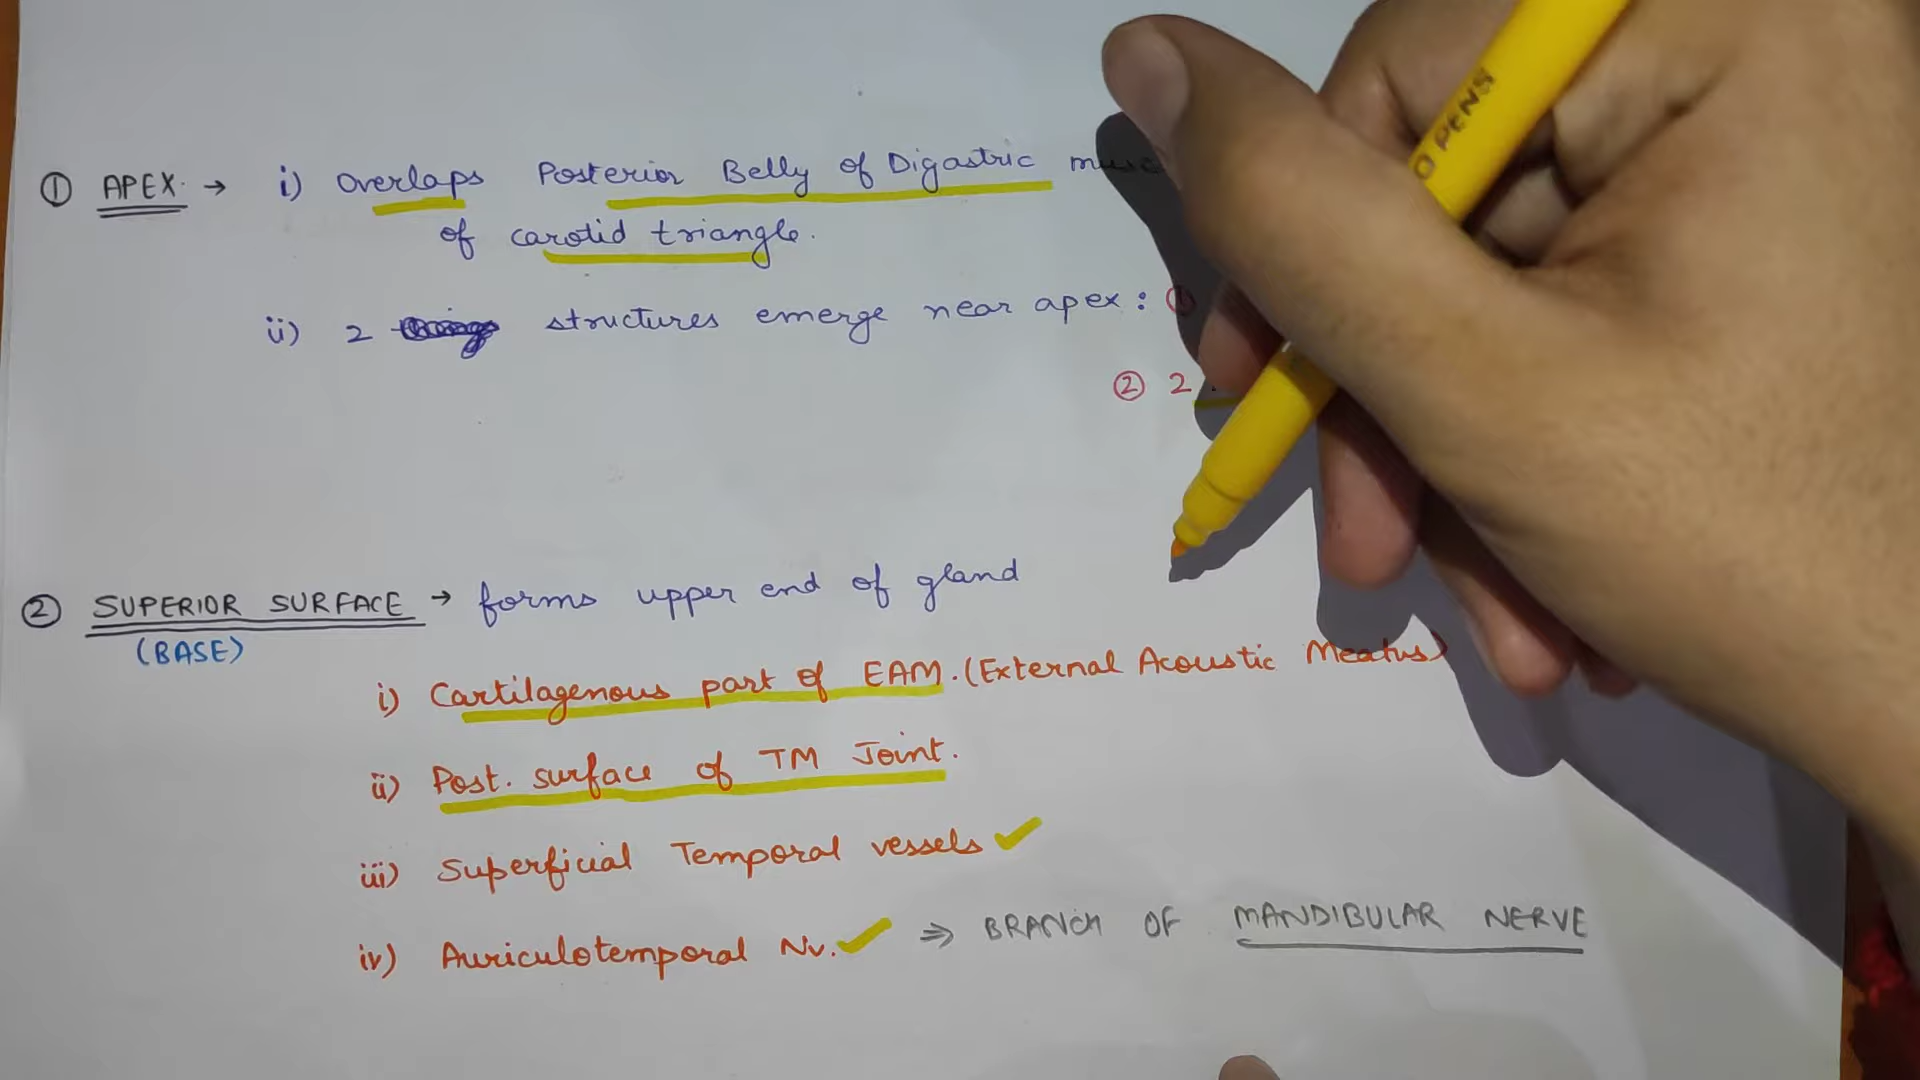 ① APEX. → i) Overlaps Posterior Belly of Digastric
of carotid triangle.
ii) 2 structures emerge near apex : ①
② 2
② SUPERIOR SURFACE → forms upper end of gland
(BASE)
i) Cartilagenous part of EAM. (External Acoustic Meatus)
ii) Post. surface of TM Joint.
iii) Superficial Temporal vessels ✓
iv) Auriculotemporal Nv. ✓ ⇒ BRANCH OF MANDIBULAR NERVE
PENS